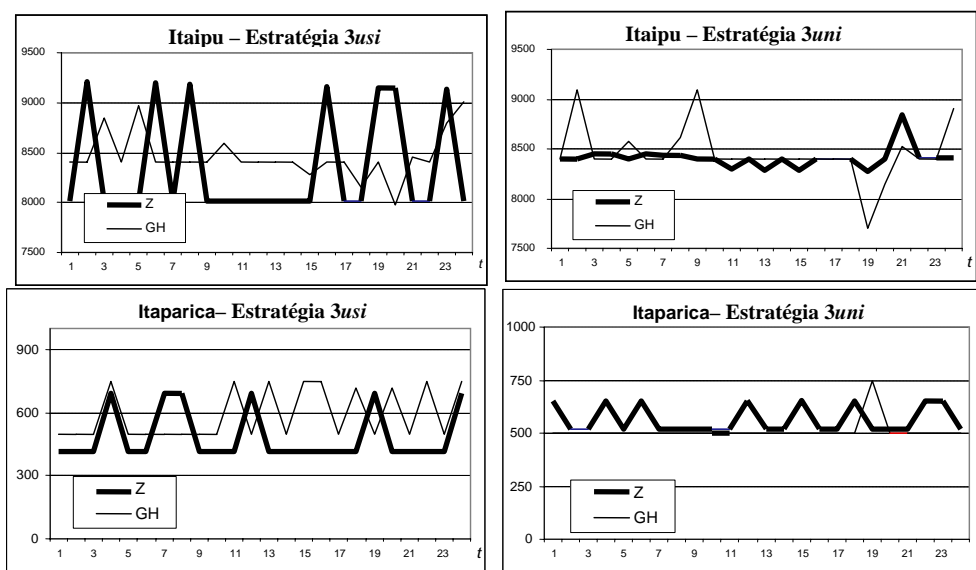 Itaipu – Estratégia 3usi
9500
9000
8500
8000
7500
Z
GH
1 3 5 7 9 11 13 15 17 19 21 23 t
Itaipu – Estratégia 3uni
9500
9000
8500
8000
7500
Z
GH
1 3 5 7 9 11 13 15 17 19 21 23 t
Itaparica– Estratégia 3usi
900
600
300
0
Z
GH
1 3 5 7 9 11 13 15 17 19 21 23 t
Itaparica– Estratégia 3uni
1000
750
500
250
0
Z
GH
1 3 5 7 9 11 13 15 17 19 21 23 t